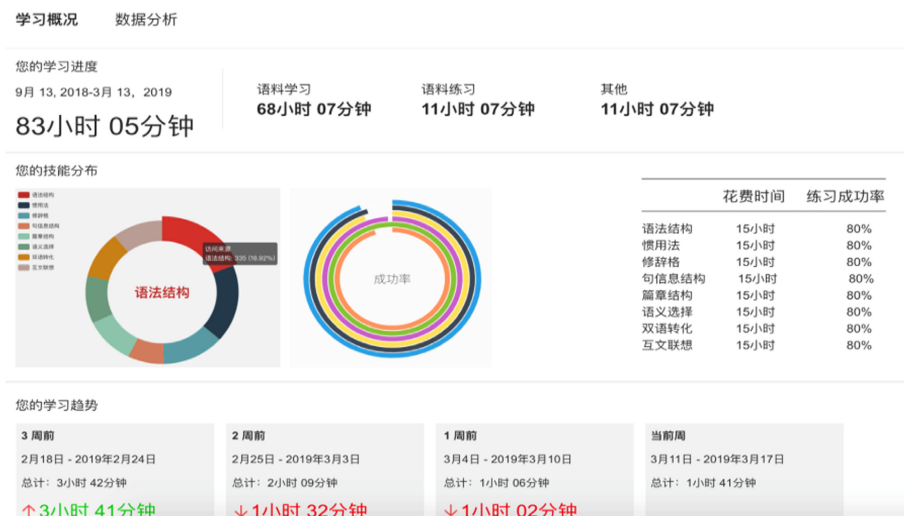 学习概况 数据分析
您的学习进度
9月 13, 2018-3月 13，2019
83小时 05分钟
语料学习 语料练习 其他
68小时 07分钟 11小时 07分钟 11小时 07分钟
您的技能分布
语法结构
惯用法
修辞格
句信息结构
篇章结构
语义选择
双语转化
互文联想
语法结构
访问来源
语法结构: 335 (18.92%)
成功率
花费时间 练习成功率
语法结构 15小时 80%
惯用法 15小时 80%
修辞格 15小时 80%
句信息结构 15小时 80%
篇章结构 15小时 80%
语义选择 15小时 80%
双语转化 15小时 80%
互文联想 15小时 80%
您的学习趋势
3 周前
2月18日 - 2019年2月24日
总计：3小时 42分钟
↑3小时 41分钟
2 周前
2月25日 - 2019年3月3日
总计：2小时 09分钟
↓1小时 32分钟
1 周前
3月4日 - 2019年3月10日
总计：1小时 06分钟
↓1小时 02分钟
当前周
3月11日 - 2019年3月17日
总计：1小时 41分钟